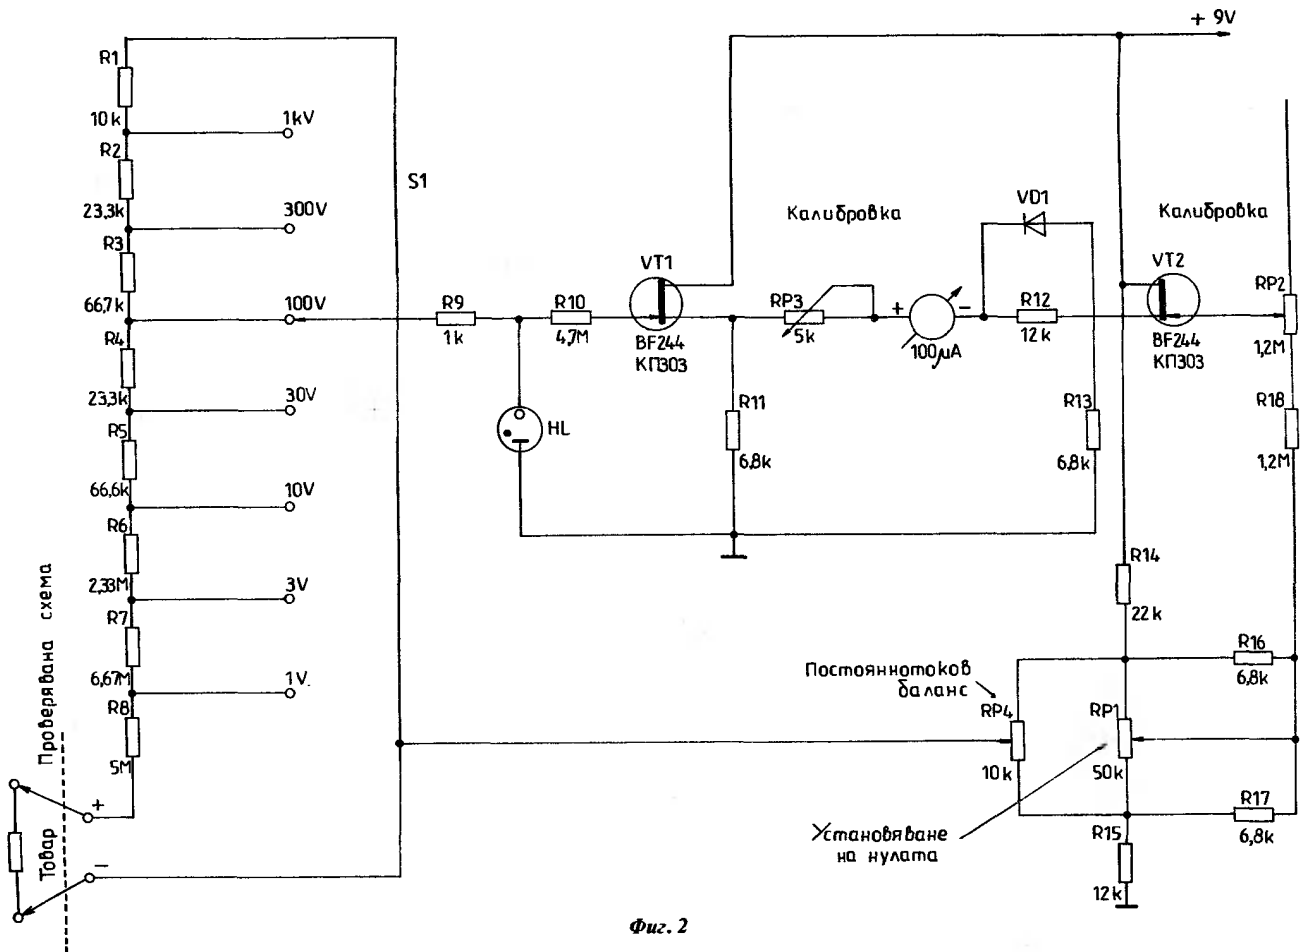 + 9V
R1
10k
1kV
R2
S1
23,3k
300V
R3
66,7k
100V
R4
23,3k
30V
R5
66,6k
10V
R6
2,33M
3V
R7
6,67M
1V.
R8
5M
Проверявана схема
Товар
+
−
R9
1k
R10
4,7M
HL
VT1
BF244
КП303
R11
6,8k
Калибровка
RP3
5k
+
−
100µA
VD1
R12
12k
R13
6,8k
Калибровка
VT2
BF244
КП303
RP2
1,2M
R18
1,2M
R14
22k
R16
6,8k
Постояннотоков
баланс
RP4
10k
RP1
50k
R17
6,8k
Установяване
на нулата
R15
12k
Фиг. 2